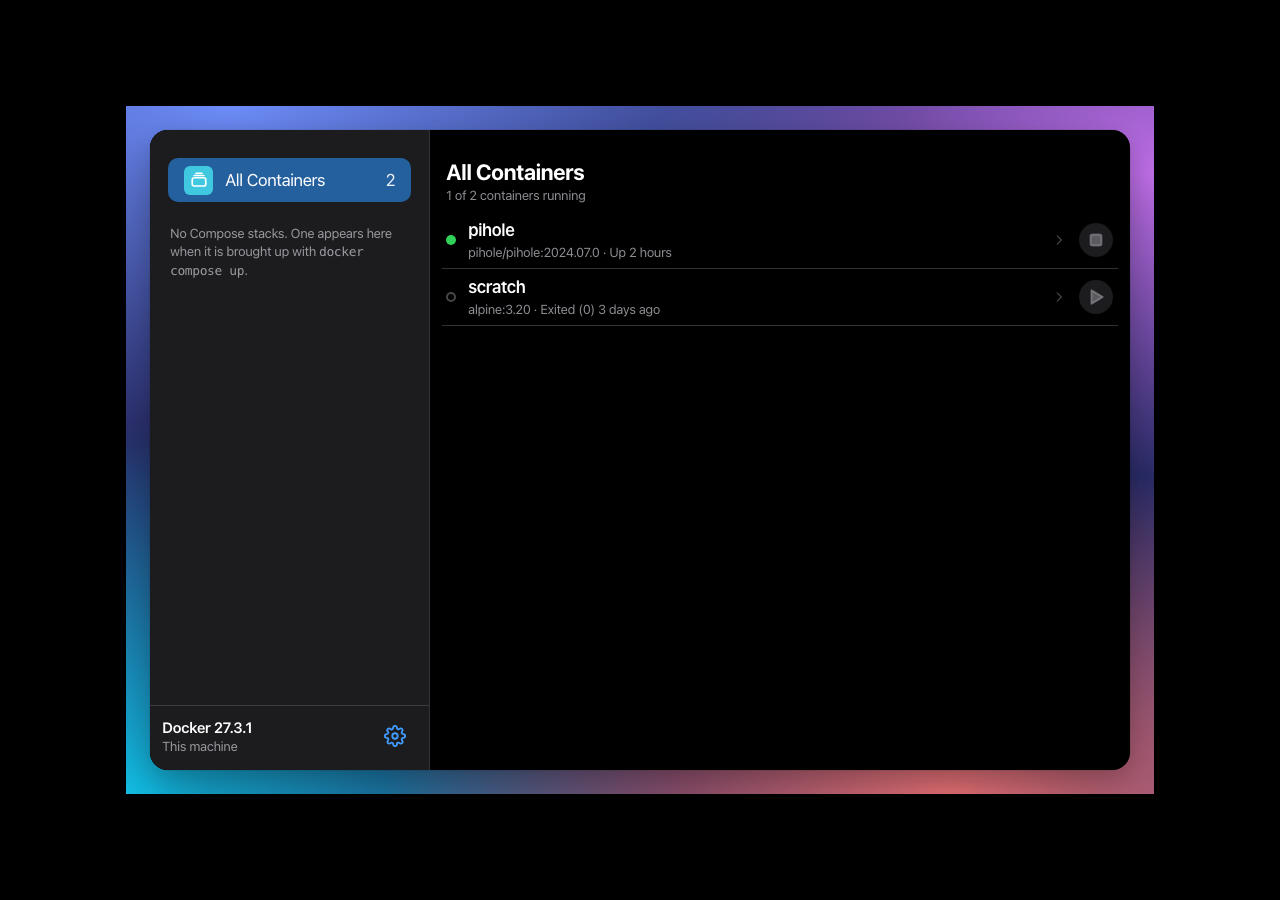 All Containers 2
No Compose stacks. One appears here
when it is brought up with docker
compose up.
Docker 27.3.1
This machine
All Containers
1 of 2 containers running
pihole
pihole/pihole:2024.07.0 · Up 2 hours
scratch
alpine:3.20 · Exited (0) 3 days ago